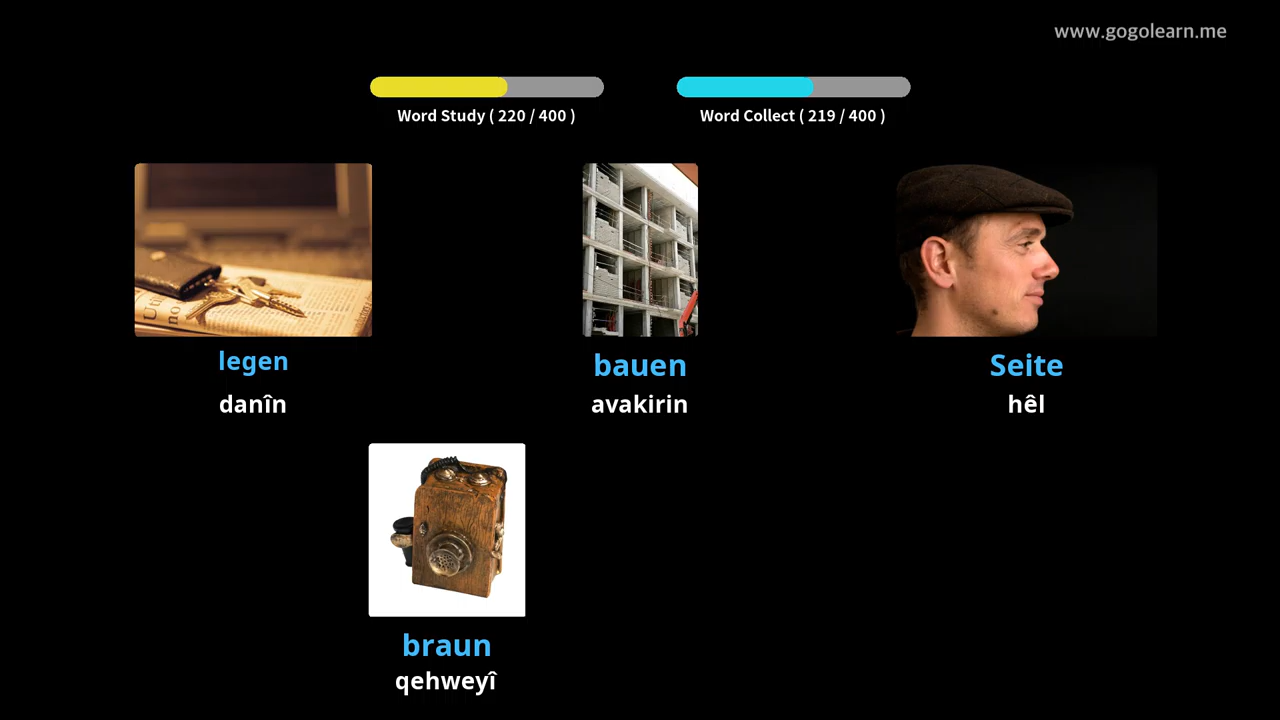 www.gogolearn.me
Word Study ( 220 / 400 )
Word Collect ( 219 / 400 )
legen
danîn
bauen
avakirin
Seite
hêl
braun
qehweyî